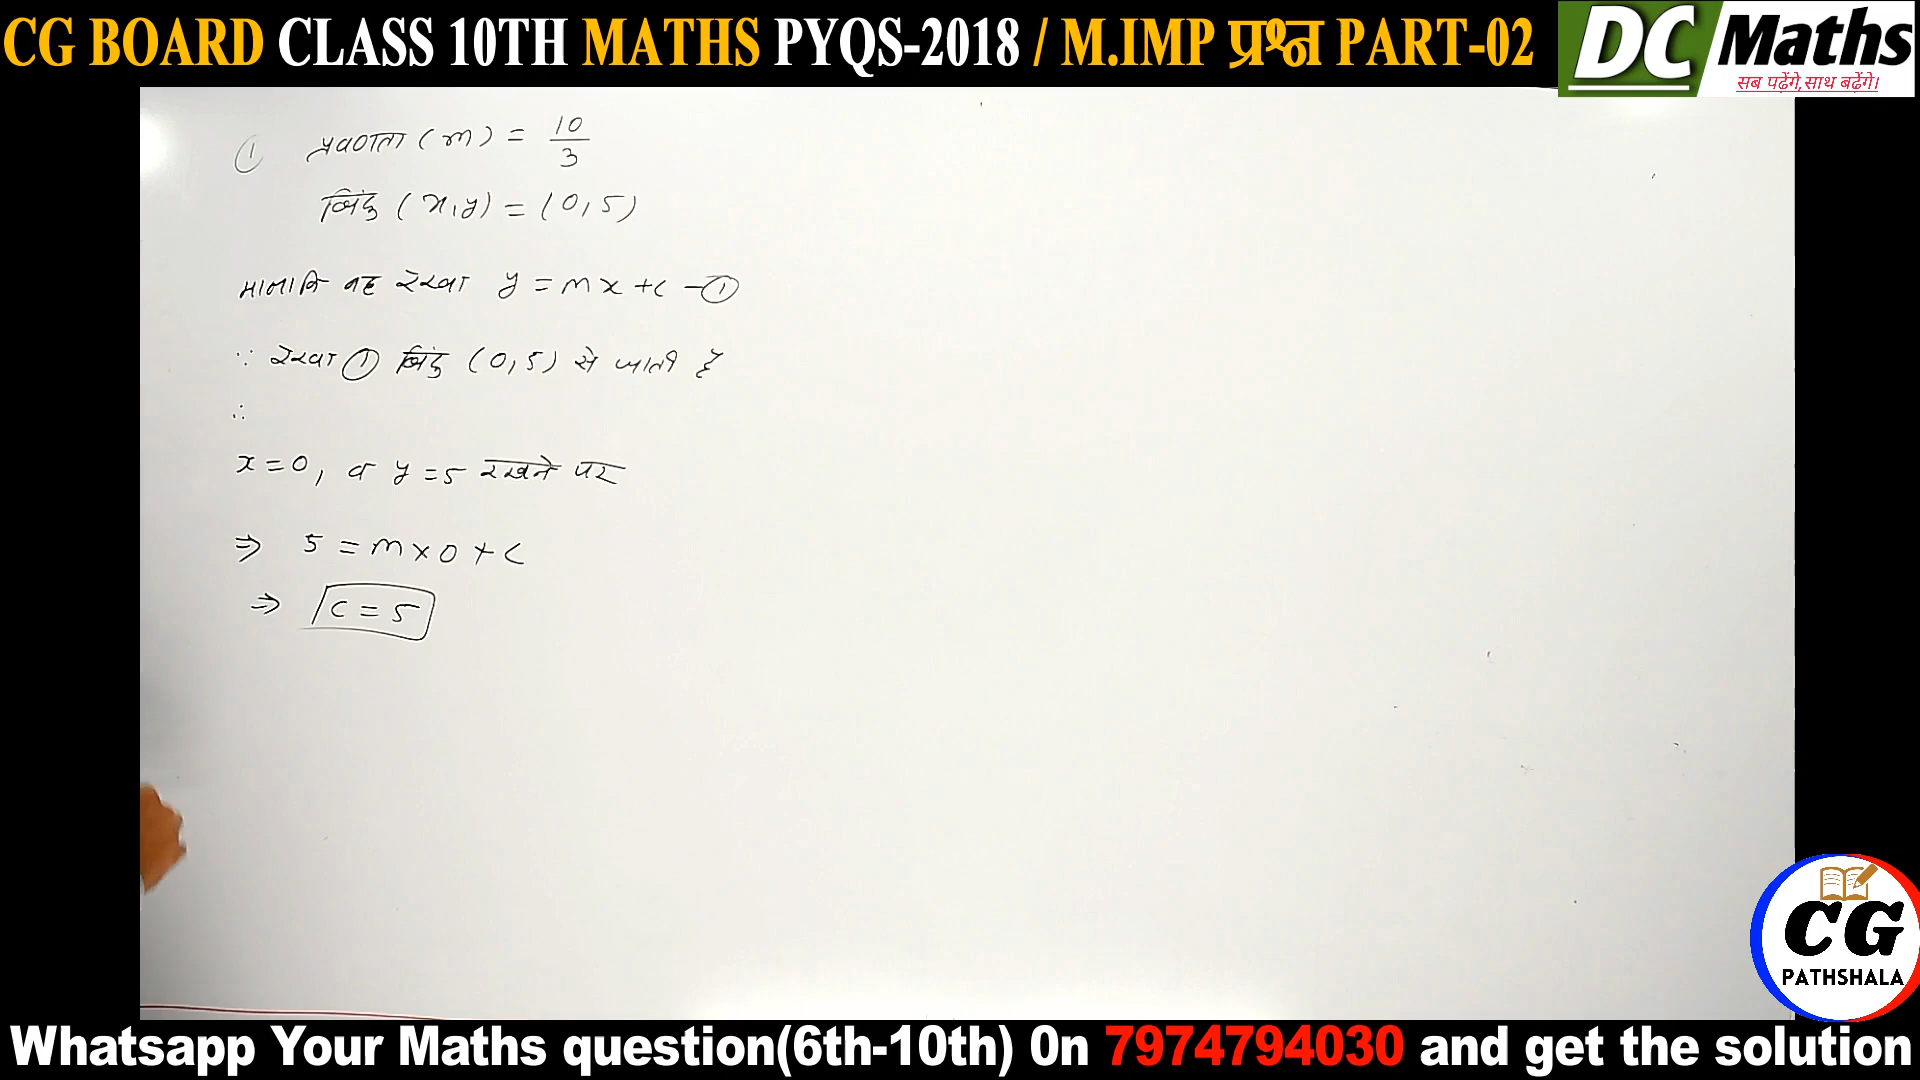 CG BOARD CLASS 10TH MATHS PYQS-2018 / M.IMP प्रश्न PART-02
DC Maths
सब पढ़ेंगे,साथ बढ़ेंगे।
① प्रवणता (m) = 10/3
बिंदु (x,y) = (0,5)
माना कि वह रेखा y = mx + c - ①
∵ रेखा ① बिंदु (0,5) से जाती है
∴
x = 0, व y = 5 रखने पर
⇒ 5 = m × 0 + c
⇒ c = 5
CG
PATHSHALA
Whatsapp Your Maths question(6th-10th) 0n 7974794030 and get the solution